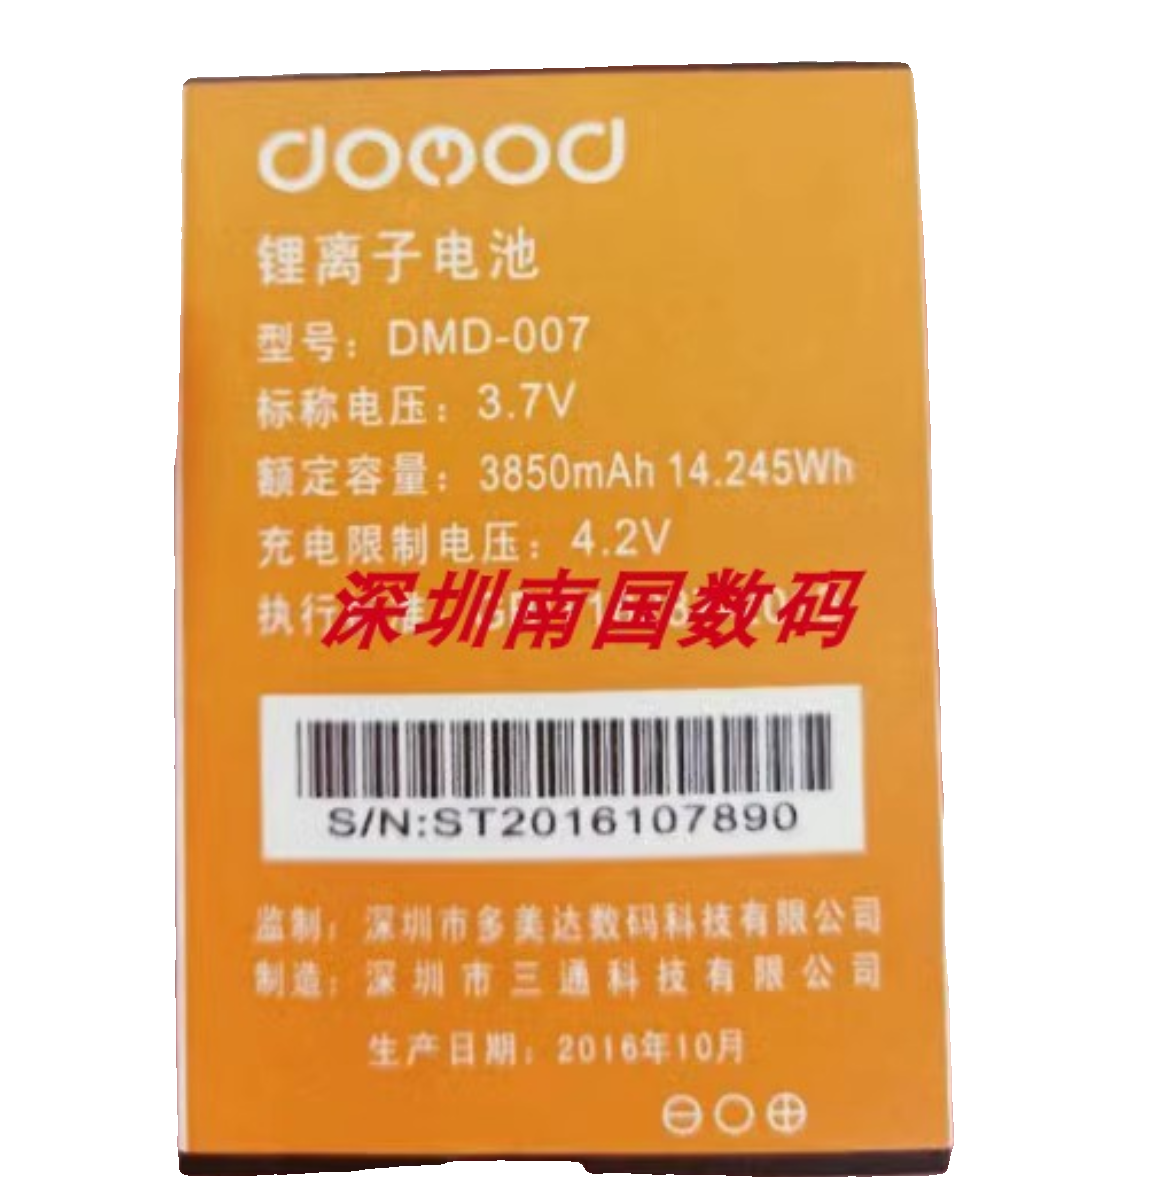 domod
锂离子电池
型号：DMD-007
标称电压：3.7V
额定容量：3850mAh 14.245Wh
充电限制电压：4.2V
执行
深圳南国数码
S/N:ST2016107890
监制：深圳市多美达数码科技有限公司
制造：深圳市三通科技有限公司
生产日期：2016年10月